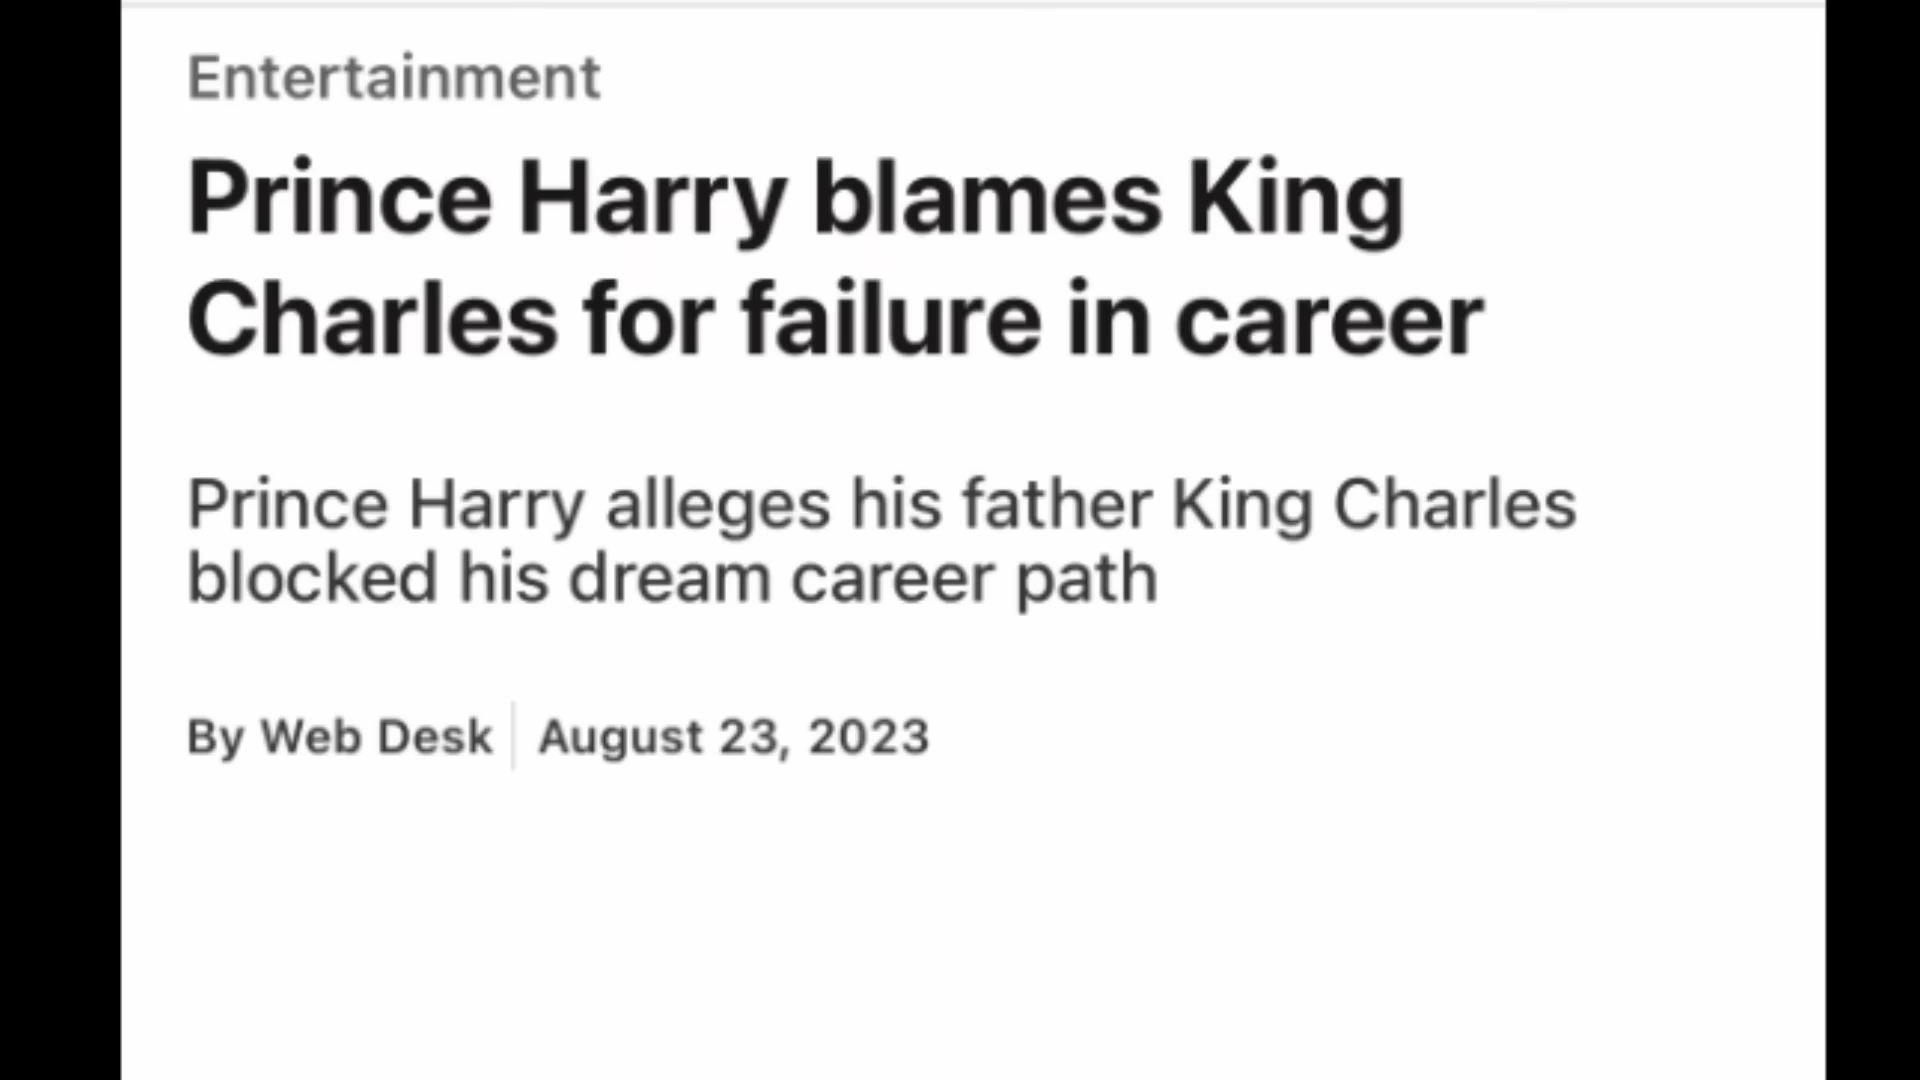 Entertainment
Prince Harry blames King
Charles for failure in career
Prince Harry alleges his father King Charles
blocked his dream career path
By Web Desk | August 23, 2023